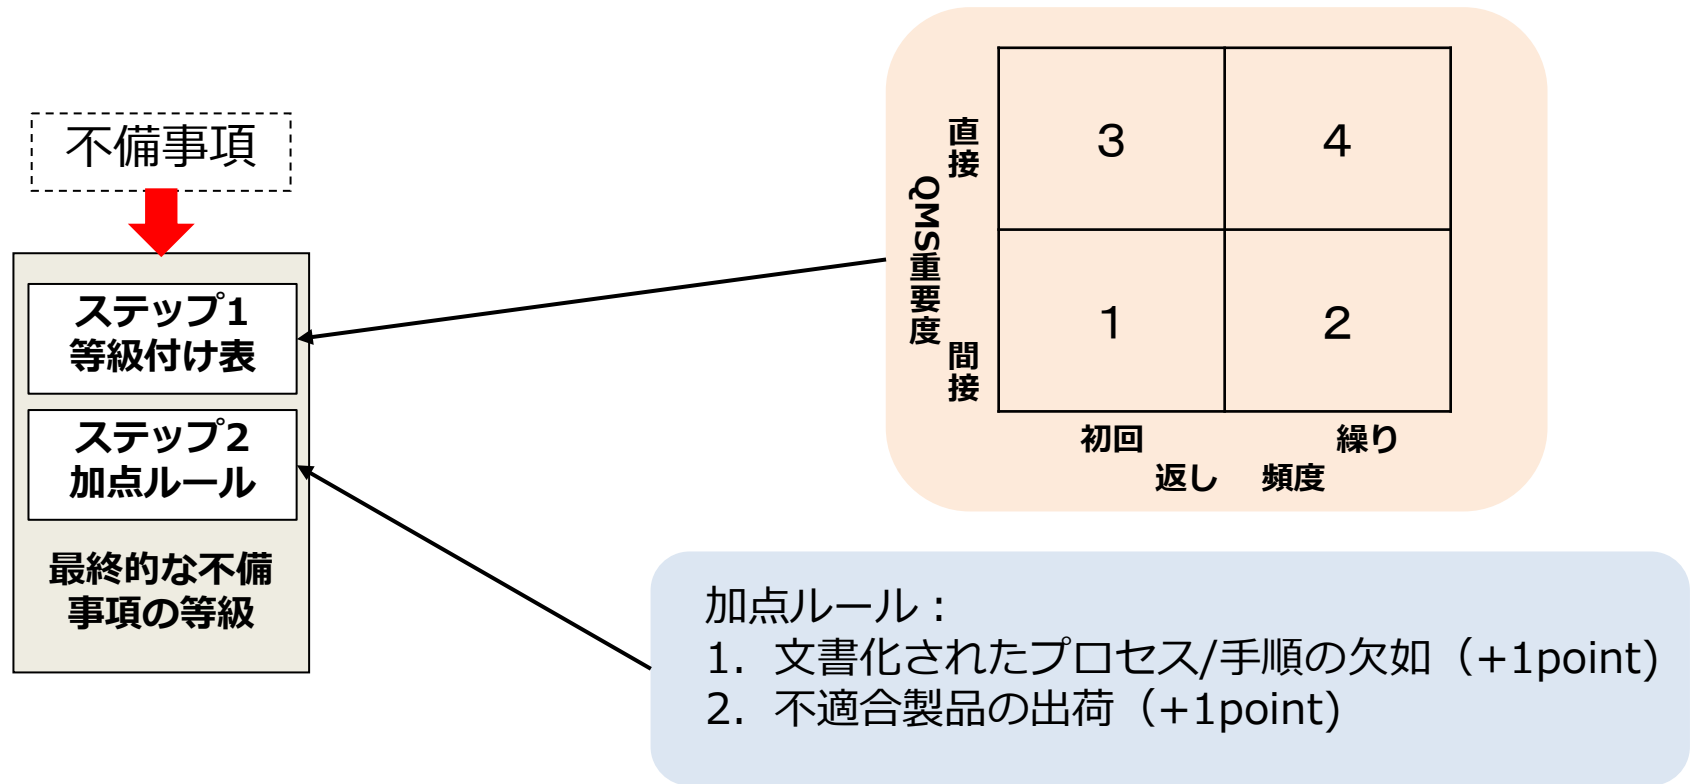 不備事項
ステップ1
等級付け表
ステップ2
加点ルール
最終的な不備
事項の等級
QMS重要度
直接
間接
3
4
1
2
初回
繰り
返し
頻度
加点ルール：
1. 文書化されたプロセス/手順の欠如（+1point)
2. 不適合製品の出荷（+1point)